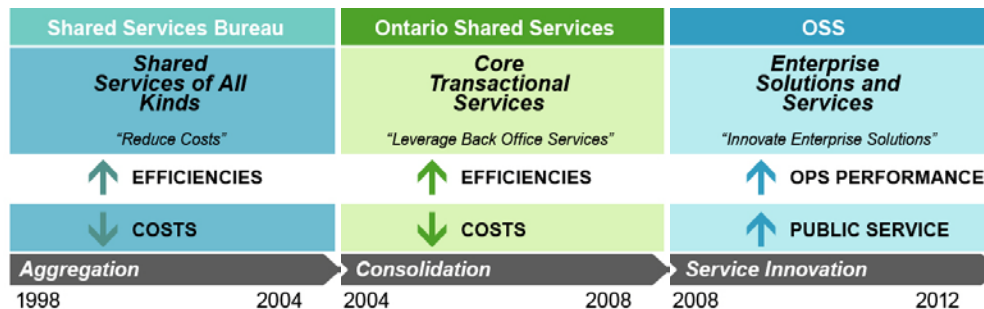 Shared Services Bureau
Shared
Services of All
Kinds
“Reduce Costs”
EFFICIENCIES
COSTS
Aggregation
1998 2004
Ontario Shared Services
Core
Transactional
Services
“Leverage Back Office Services”
EFFICIENCIES
COSTS
Consolidation
2004 2008
OSS
Enterprise
Solutions and
Services
“Innovate Enterprise Solutions”
OPS PERFORMANCE
PUBLIC SERVICE
Service Innovation
2008 2012